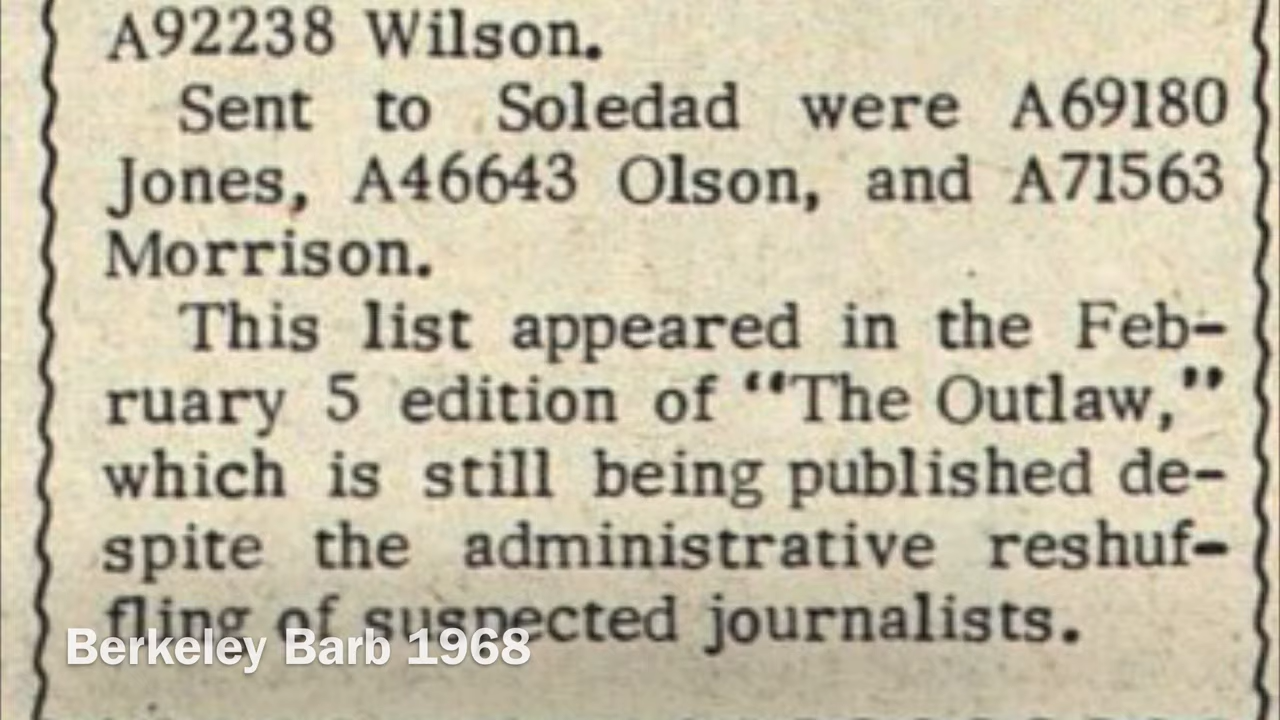 A92238 Wilson.
Sent to Soledad were A69180
Jones, A46643 Olson, and A71563
Morrison.
This list appeared in the Feb-
ruary 5 edition of “The Outlaw,”
which is still being published de-
spite the administrative reshuf-
fling of suspected journalists.
Berkeley Barb 1968